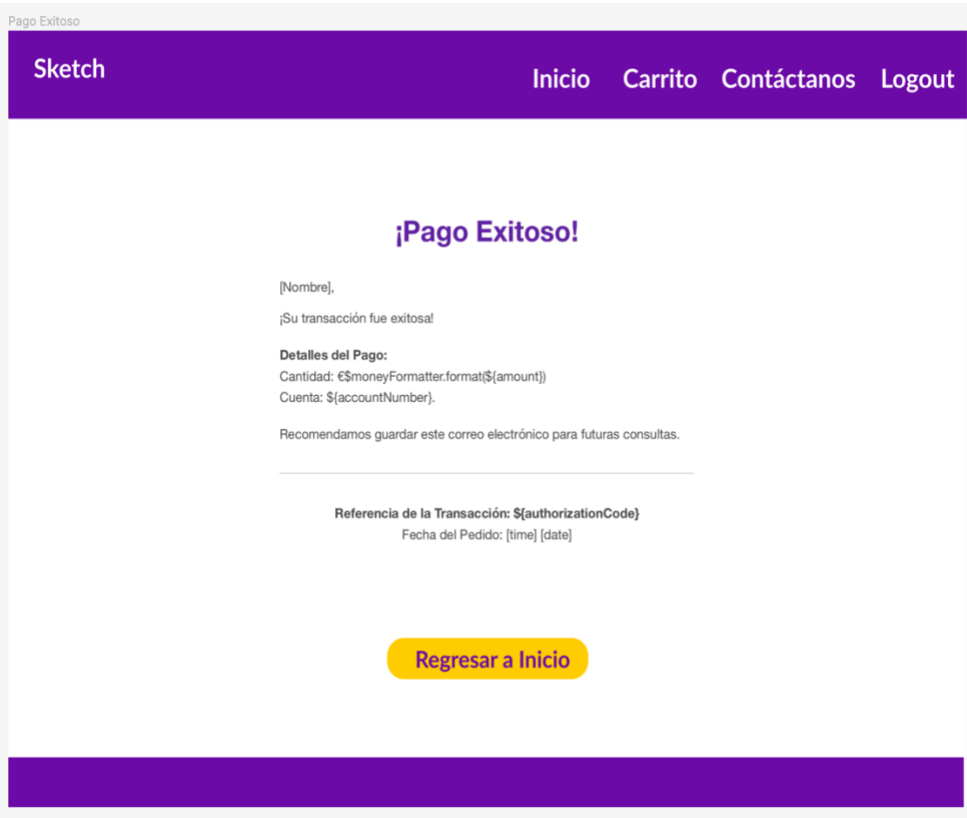 Pago Exitoso
Sketch
Inicio Carrito Contáctanos Logout
¡Pago Exitoso!
[Nombre],
¡Su transacción fue exitosa!
Detalles del Pago:
Cantidad: €$moneyFormatter.format(${amount})
Cuenta: ${accountNumber}.
Recomendamos guardar este correo electrónico para futuras consultas.
Referencia de la Transacción: ${authorizationCode}
Fecha del Pedido: [time] [date]
Regresar a Inicio